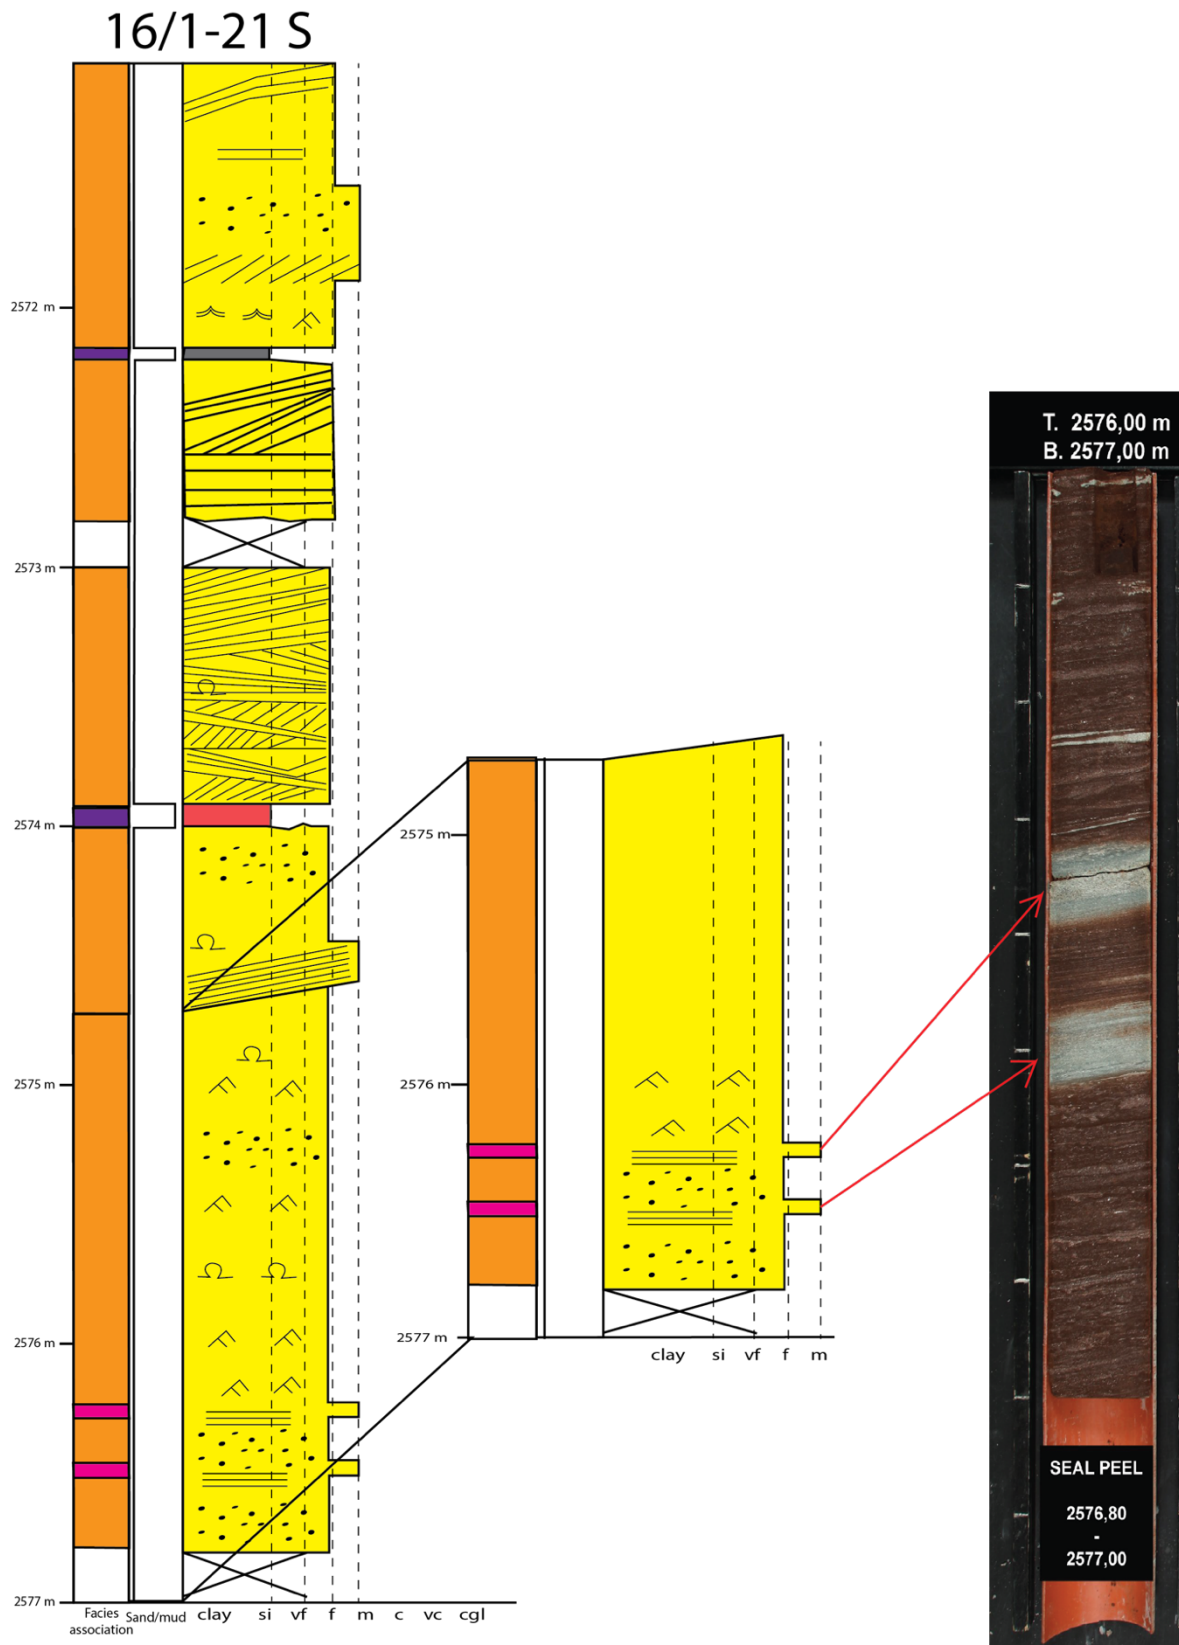 16/1-21 S
2572 m
2573 m
2574 m
2575 m
2576 m
2577 m
Facies
association
Sand/mud
clay si vf f m c vc cgl
2575 m
2576 m
2577 m
clay si vf f m
T. 2576,00 m
B. 2577,00 m
SEAL PEEL
2576,80
-
2577,00